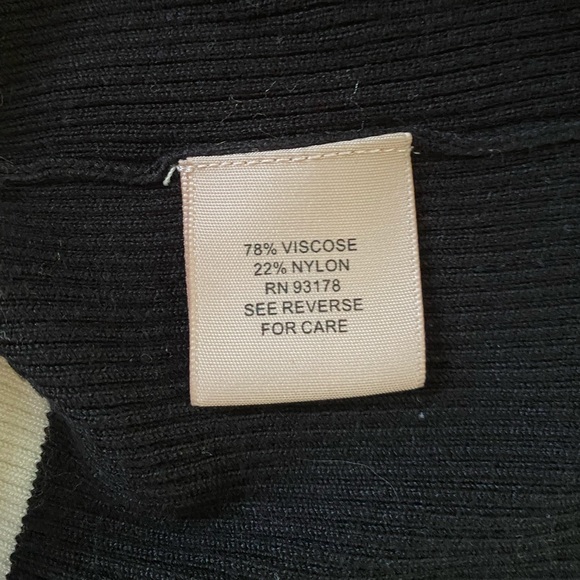 78% VISCOSE
22% NYLON
RN 93178
SEE REVERSE
FOR CARE